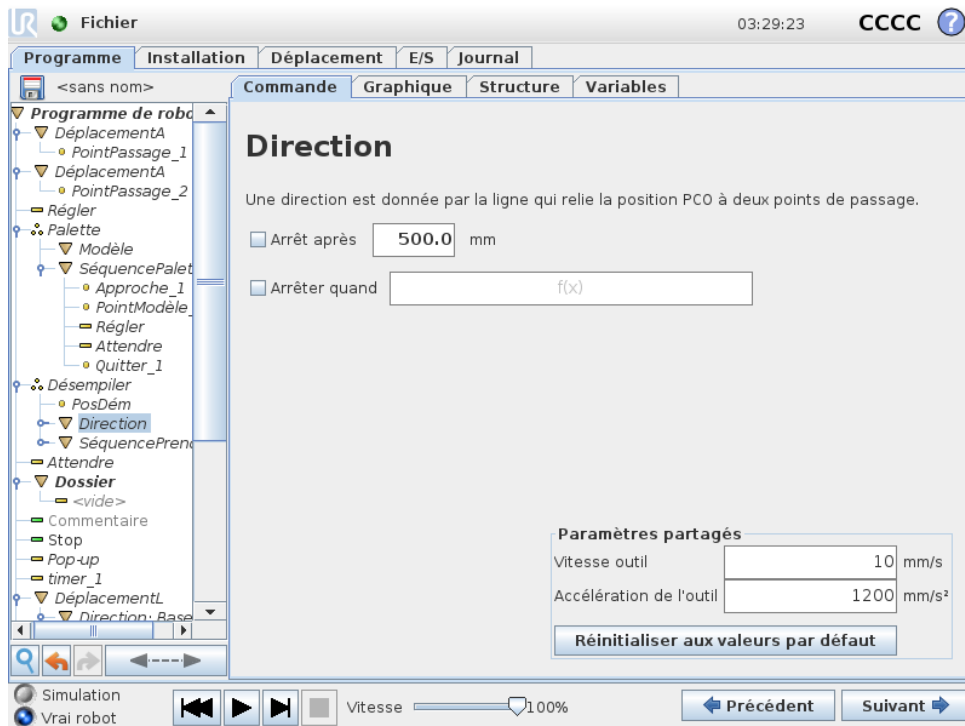 UR Fichier 03:29:23 CCCC ?
Programme Installation Déplacement E/S Journal
<sans nom>
Commande Graphique Structure Variables
Programme de robo
DéplacementA
PointPassage_1
DéplacementA
PointPassage_2
Régler
Palette
Modèle
SéquencePalet
Approche_1
PointModèle_
Régler
Attendre
Quitter_1
Désempiler
PosDém
Direction
SéquencePren
Attendre
Dossier
<vide>
Commentaire
Stop
Pop-up
timer_1
DéplacementL
Direction: Base
Direction
Une direction est donnée par la ligne qui relie la position PCO à deux points de passage.
Arrêt après 500.0 mm
Arrêter quand f(x)
Paramètres partagés
Vitesse outil 10 mm/s
Accélération de l'outil 1200 mm/s²
Réinitialiser aux valeurs par défaut
Simulation
Vrai robot
Vitesse 100%
Précédent Suivant